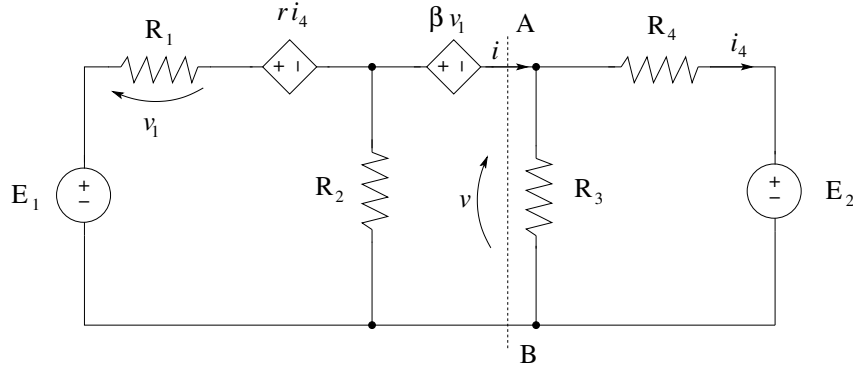 r i₄
β v₁
A
R₁
i
R₄
i₄
+ −
+ −
v₁
E₁
+
−
R₂
v
R₃
+
−
E₂
B